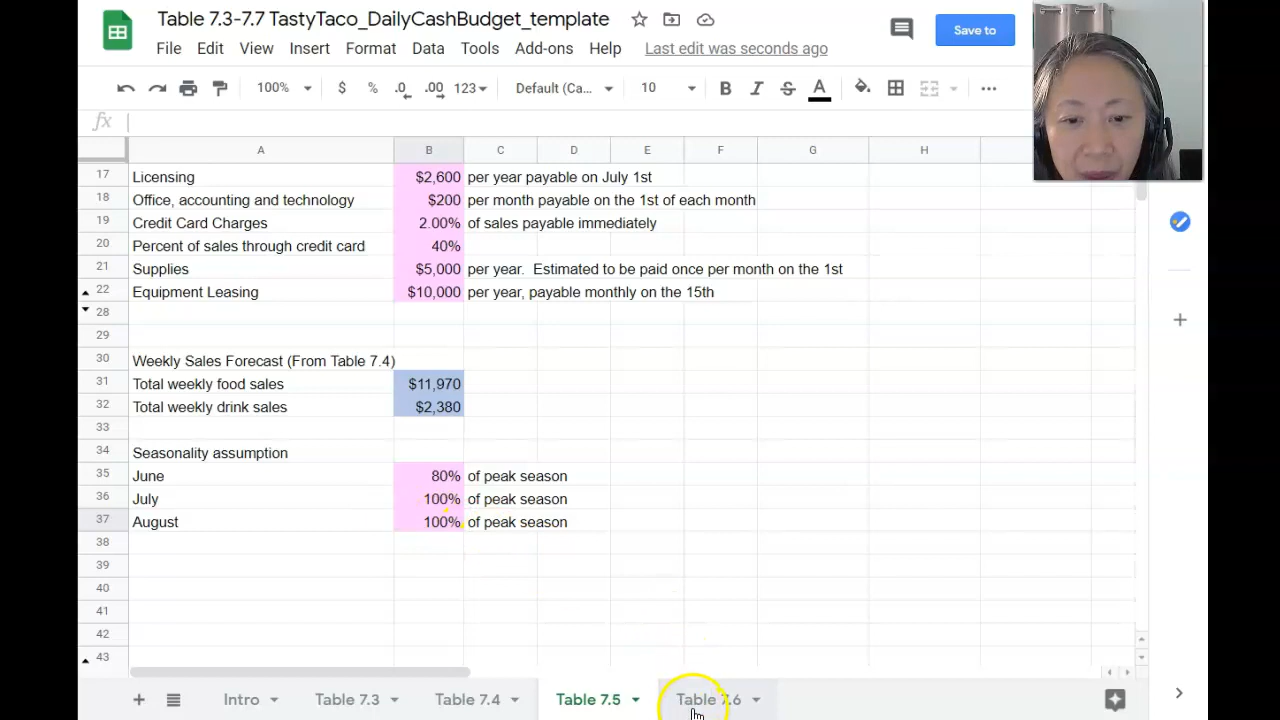 Table 7.3-7.7 TastyTaco_DailyCashBudget_template
File Edit View Insert Format Data Tools Add-ons Help Last edit was seconds ago
Save to
100% $ % .0 .00 123 Default (Ca... 10 B I S A
fx
A B C D E F G H
17 Licensing $2,600 per year payable on July 1st
18 Office, accounting and technology $200 per month payable on the 1st of each month
19 Credit Card Charges 2.00% of sales payable immediately
20 Percent of sales through credit card 40%
21 Supplies $5,000 per year. Estimated to be paid once per month on the 1st
22 Equipment Leasing $10,000 per year, payable monthly on the 15th
28
29
30 Weekly Sales Forecast (From Table 7.4)
31 Total weekly food sales $11,970
32 Total weekly drink sales $2,380
33
34 Seasonality assumption
35 June 80% of peak season
36 July 100% of peak season
37 August 100% of peak season
38
39
40
41
42
43
Intro Table 7.3 Table 7.4 Table 7.5 Table 7.6